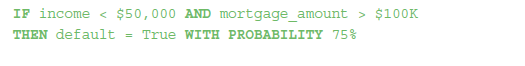 IF income < $50,000 AND mortgage_amount > $100K
THEN default = True WITH PROBABILITY 75%